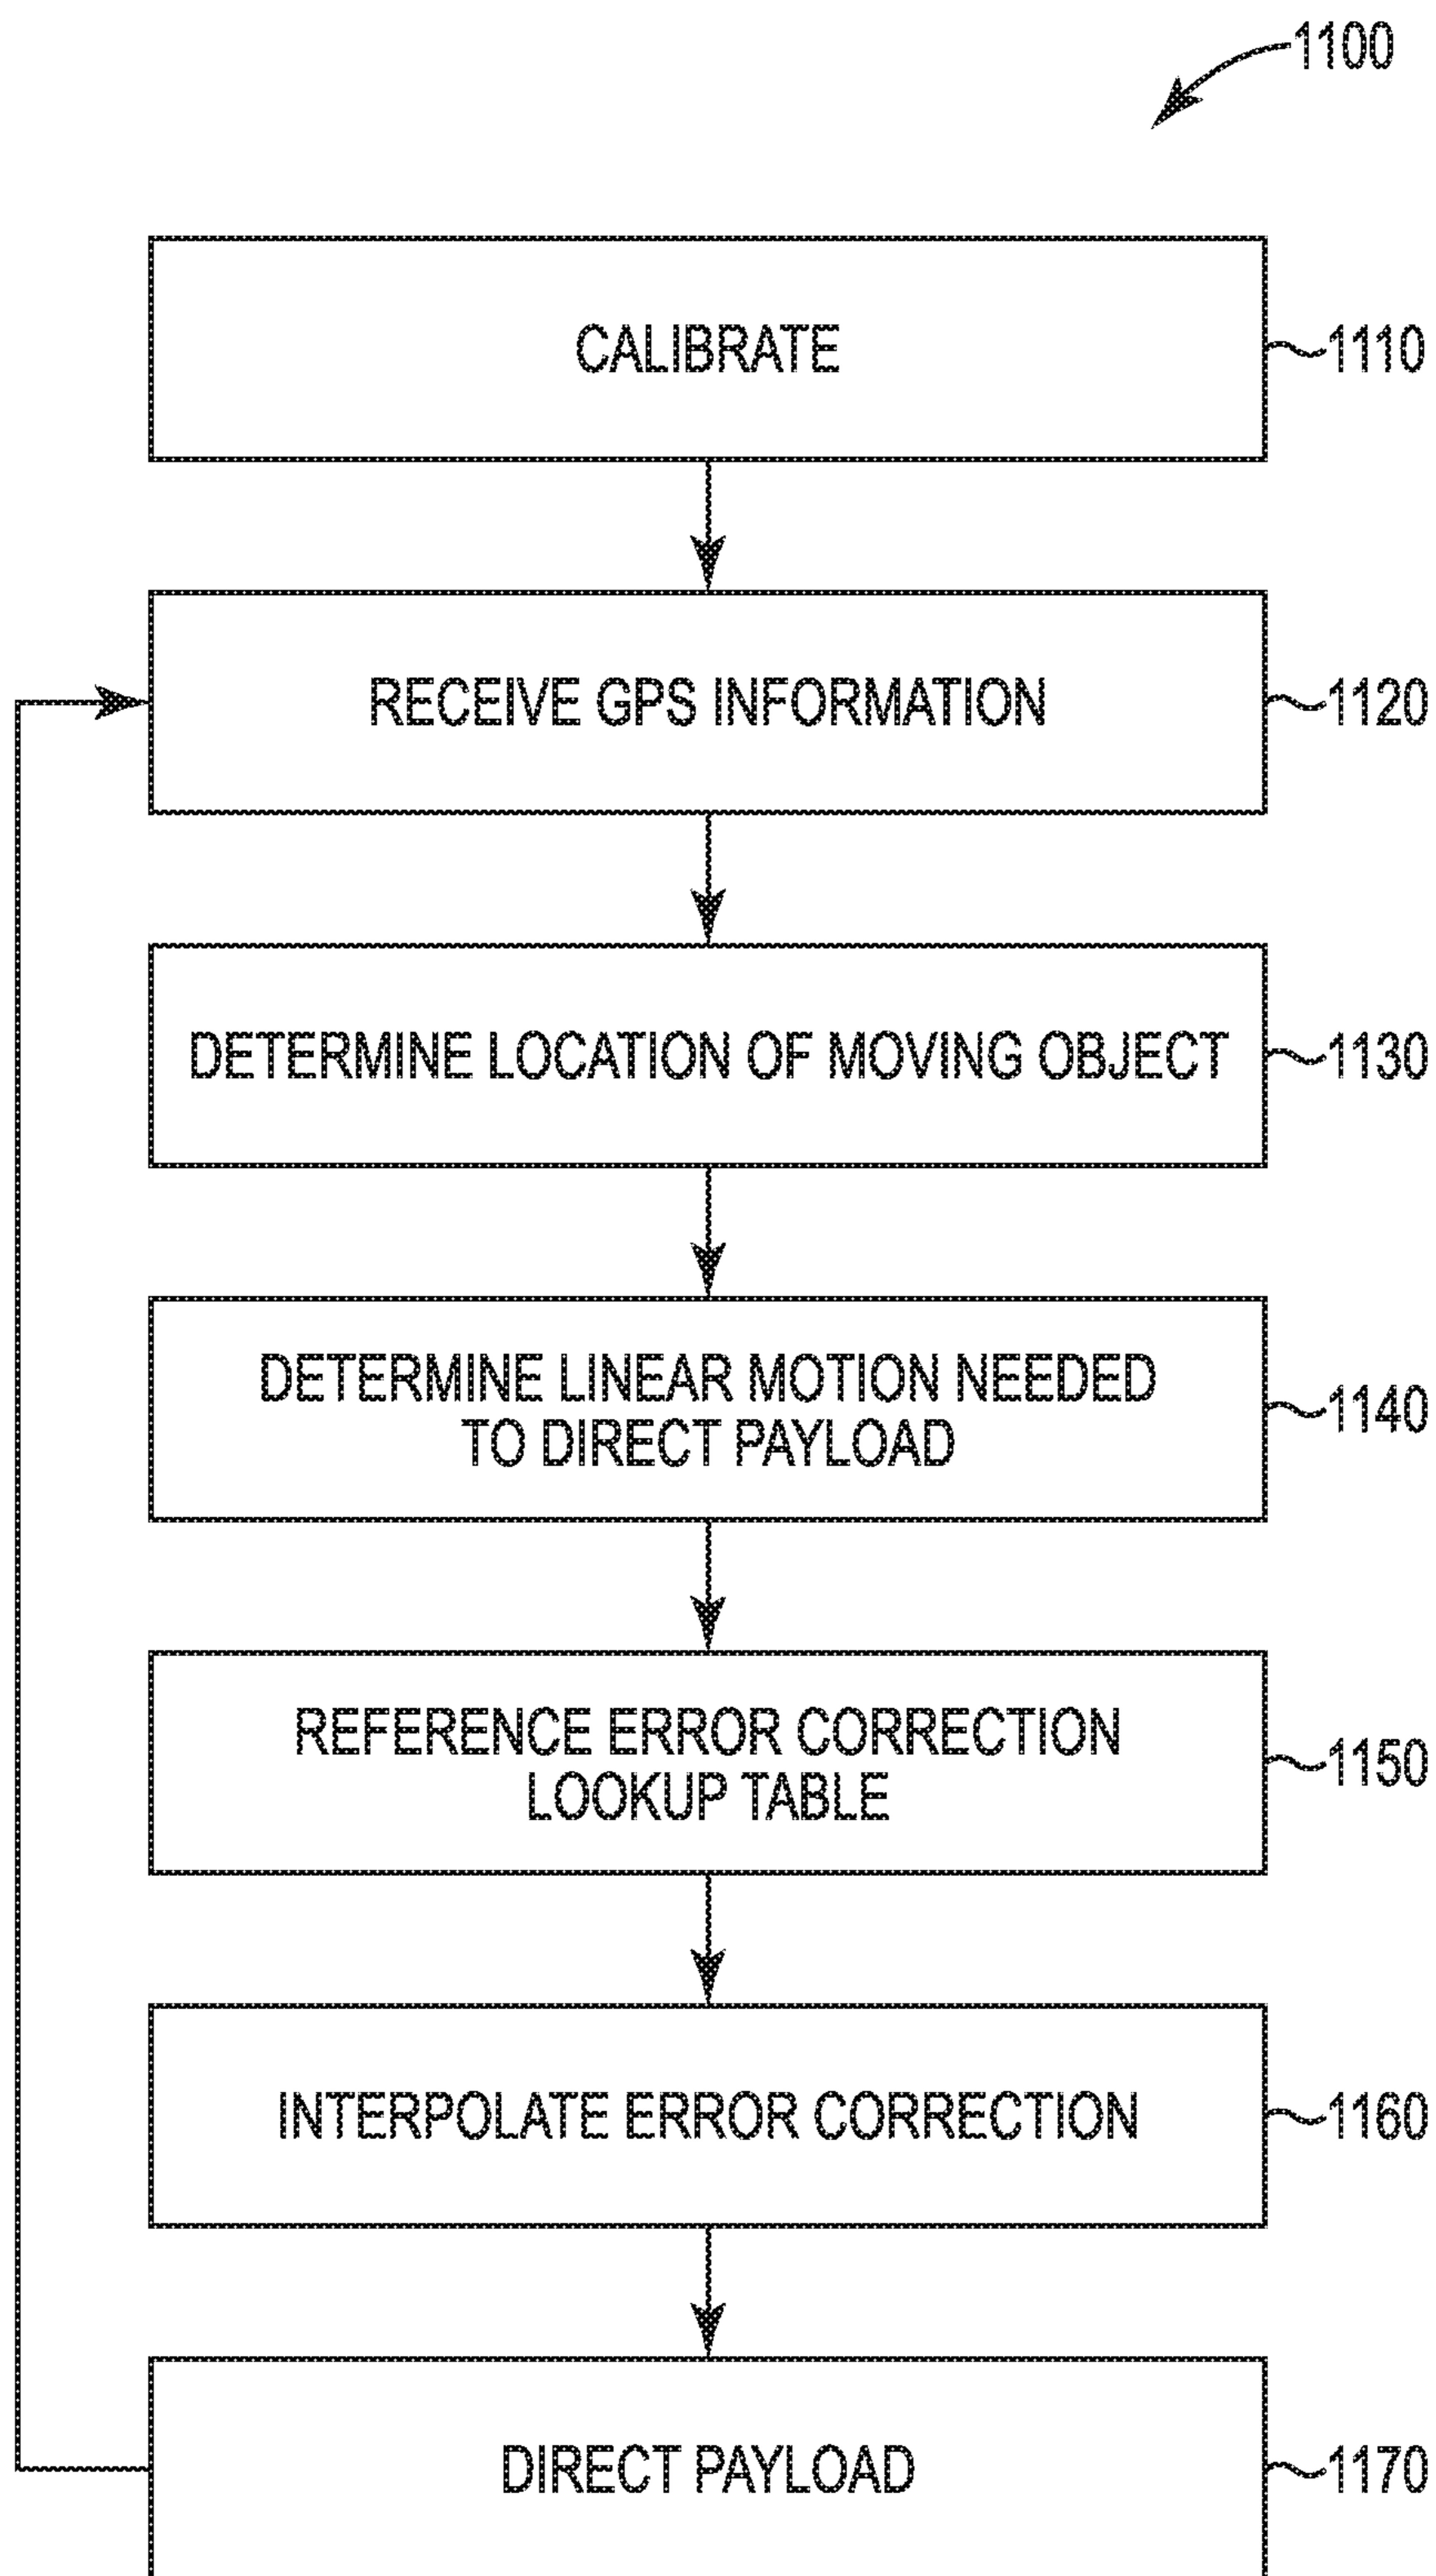 1100
CALIBRATE
1110
RECEIVE GPS INFORMATION
1120
DETERMINE LOCATION OF MOVING OBJECT
1130
DETERMINE LINEAR MOTION NEEDED
TO DIRECT PAYLOAD
1140
REFERENCE ERROR CORRECTION
LOOKUP TABLE
1150
INTERPOLATE ERROR CORRECTION
1160
DIRECT PAYLOAD
1170